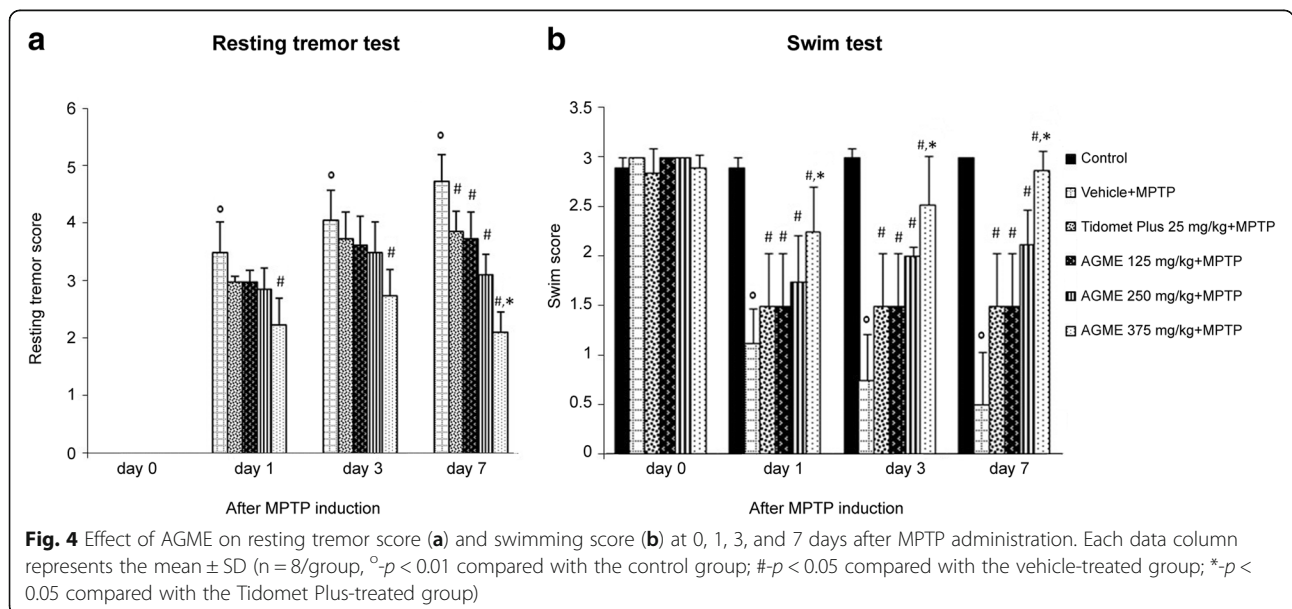 a Resting tremor test
6
5
4
3
2
1
0
Resting tremor score
o
#
o
#
o
#
#
#
#,*
day 0 day 1 day 3 day 7
After MPTP induction
b Swim test
3.5
3
2.5
2
1.5
1
0.5
0
Swim score
o
#
#
#
#,*
o
#
#
#
#,*
o
#
#
#
#,*
day 0 day 1 day 3 day 7
After MPTP induction
Control
Vehicle+MPTP
Tidomet Plus 25 mg/kg+MPTP
AGME 125 mg/kg+MPTP
AGME 250 mg/kg+MPTP
AGME 375 mg/kg+MPTP
Fig. 4 Effect of AGME on resting tremor score (a) and swimming score (b) at 0, 1, 3, and 7 days after MPTP administration. Each data column
represents the mean ± SD (n = 8/group, °-p < 0.01 compared with the control group; #-p < 0.05 compared with the vehicle-treated group; *-p <
0.05 compared with the Tidomet Plus-treated group)